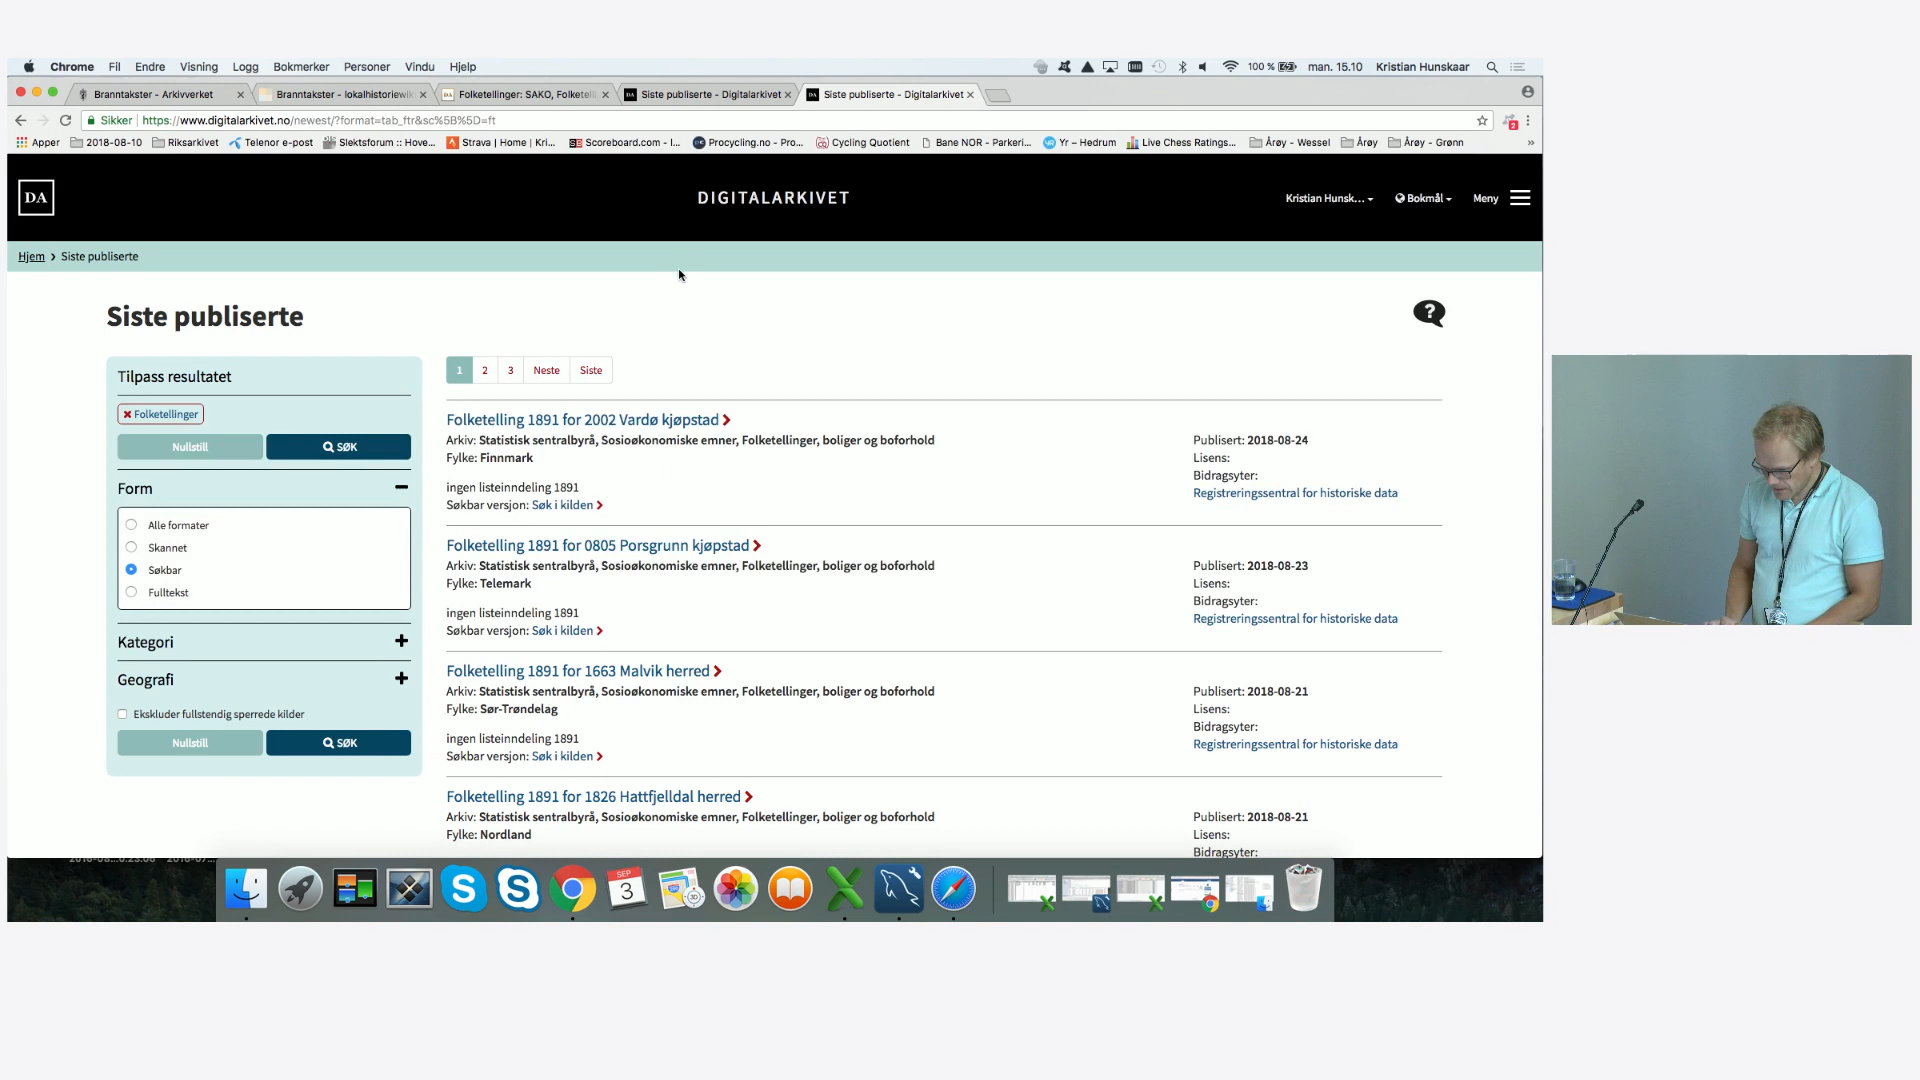 Chrome Fil Endre Visning Logg Bokmerker Personer Vindu Hjelp 100 % man. 15.10 Kristian Hunskaar
Branntakster - Arkivverket Branntakster - lokalhistoriewik Folketellinger: SAKO, Folketell Siste publiserte - Digitalarkivet Siste publiserte - Digitalarkivet
Sikker https://www.digitalarkivet.no/newest/?format=tab_ftr&sc%5B%5D=ft
Apper 2018-08-10 Riksarkivet Telenor e-post Slektsforum :: Hove... Strava | Home | Kri... Scoreboard.com - l... Procycling.no - Pro... Cycling Quotient Bane NOR - Parkeri... Yr – Hedrum Live Chess Ratings... Årøy - Wessel Årøy Årøy - Grønn »
DA DIGITALARKIVET Kristian Hunsk... Bokmål Meny
Hjem › Siste publiserte
Siste publiserte
?
Tilpass resultatet
Folketellinger
Nullstill SØK
Form
Alle formater
Skannet
Søkbar
Fulltekst
Kategori
Geografi
Ekskluder fullstendig sperrede kilder
Nullstill SØK
1 2 3 Neste Siste
Folketelling 1891 for 2002 Vardø kjøpstad
Arkiv: Statistisk sentralbyrå, Sosioøkonomiske emner, Folketellinger, boliger og boforhold
Fylke: Finnmark
ingen listeinndeling 1891
Søkbar versjon: Søk i kilden
Publisert: 2018-08-24
Lisens:
Bidragsyter:
Registreringssentral for historiske data
Folketelling 1891 for 0805 Porsgrunn kjøpstad
Arkiv: Statistisk sentralbyrå, Sosioøkonomiske emner, Folketellinger, boliger og boforhold
Fylke: Telemark
ingen listeinndeling 1891
Søkbar versjon: Søk i kilden
Publisert: 2018-08-23
Lisens:
Bidragsyter:
Registreringssentral for historiske data
Folketelling 1891 for 1663 Malvik herred
Arkiv: Statistisk sentralbyrå, Sosioøkonomiske emner, Folketellinger, boliger og boforhold
Fylke: Sør-Trøndelag
ingen listeinndeling 1891
Søkbar versjon: Søk i kilden
Publisert: 2018-08-21
Lisens:
Bidragsyter:
Registreringssentral for historiske data
Folketelling 1891 for 1826 Hattfjelldal herred
Arkiv: Statistisk sentralbyrå, Sosioøkonomiske emner, Folketellinger, boliger og boforhold
Fylke: Nordland
Publisert: 2018-08-21
Lisens:
Bidragsyter:
SEP
3